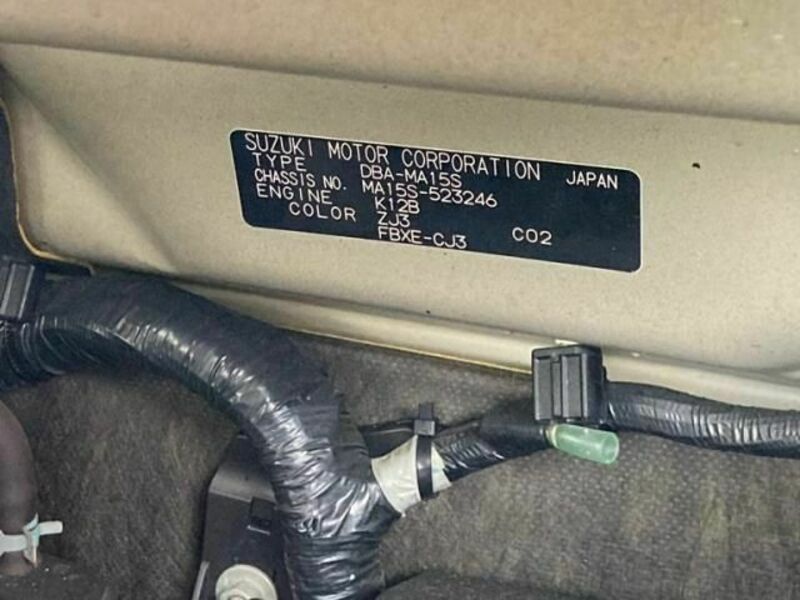 SUZUKI MOTOR CORPORATION JAPAN
TYPE DBA-MA15S
CHASSIS NO. MA15S-523246
ENGINE K12B
COLOR ZJ3
FBXE-CJ3 C02